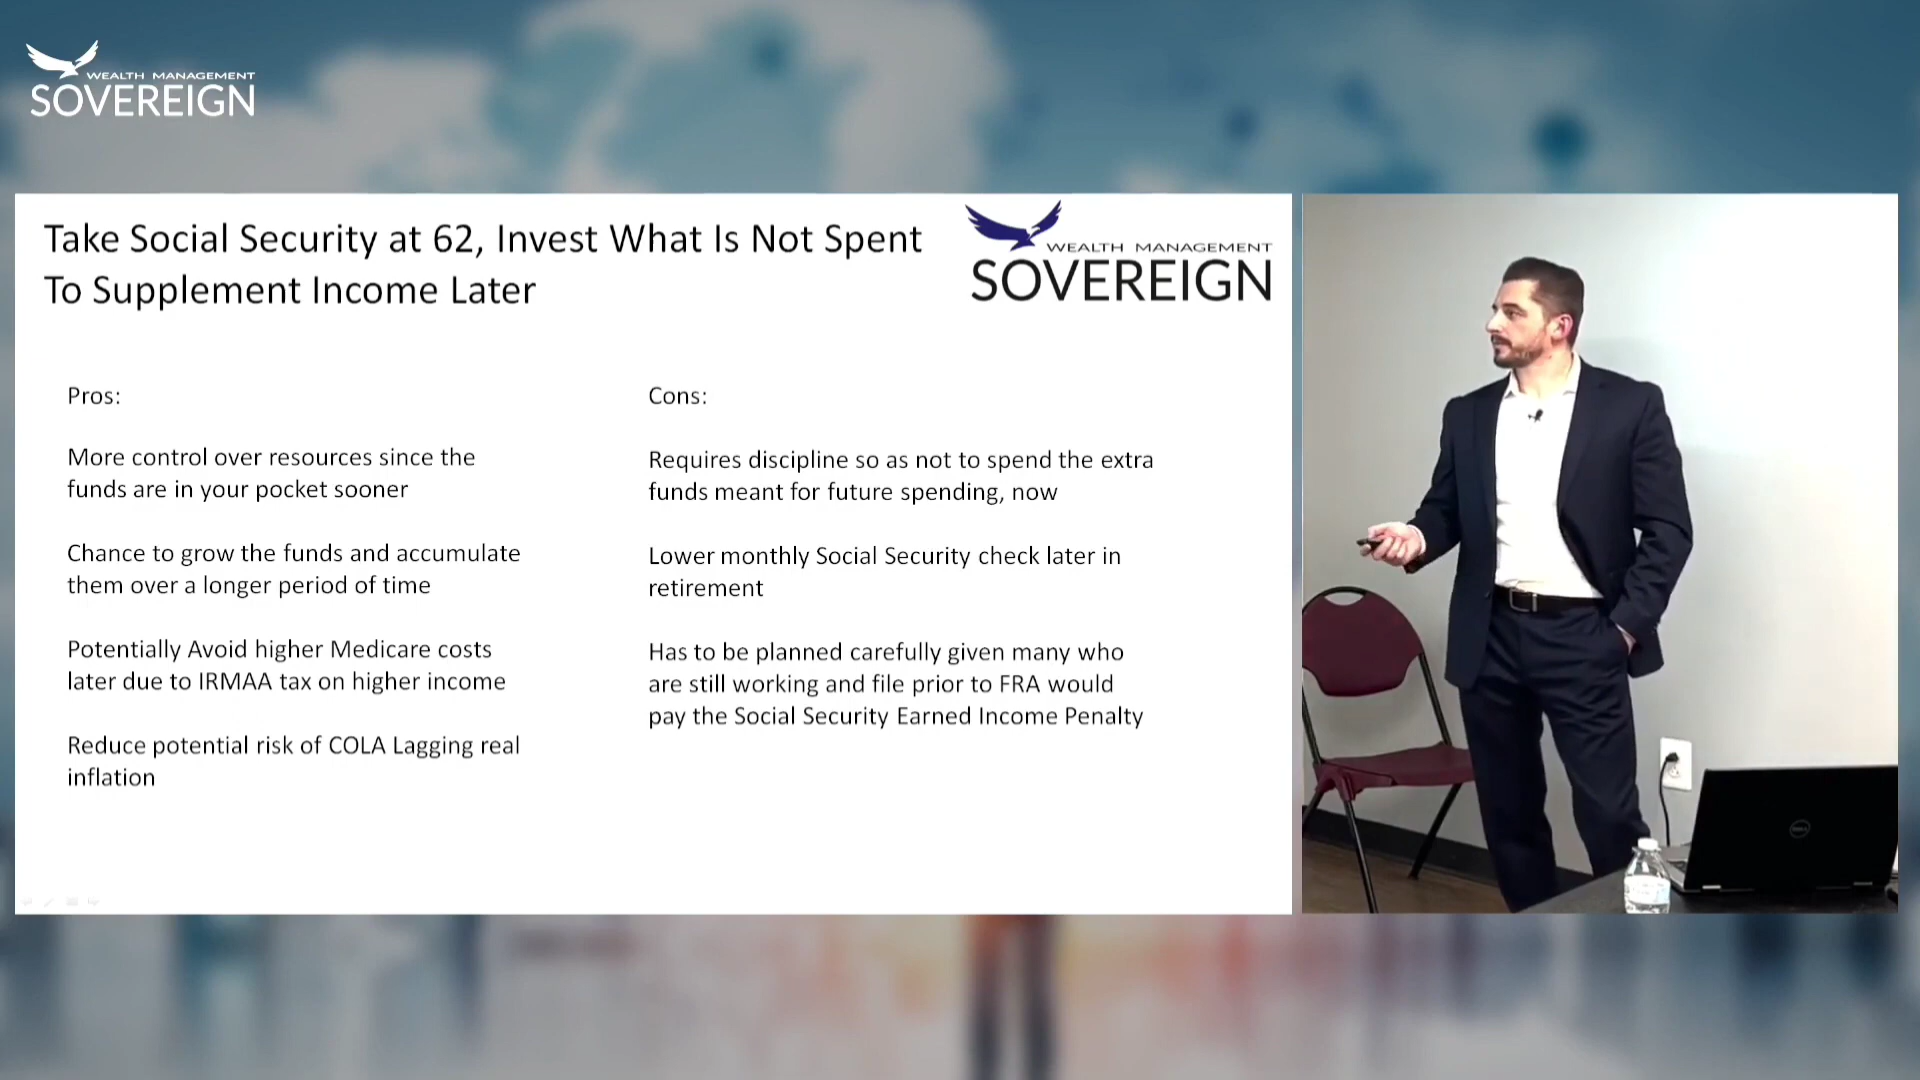 WEALTH MANAGEMENT
SOVEREIGN
Take Social Security at 62, Invest What Is Not Spent
To Supplement Income Later
WEALTH MANAGEMENT
SOVEREIGN
Pros:
More control over resources since the
funds are in your pocket sooner
Chance to grow the funds and accumulate
them over a longer period of time
Potentially Avoid higher Medicare costs
later due to IRMAA tax on higher income
Reduce potential risk of COLA Lagging real
inflation
Cons:
Requires discipline so as not to spend the extra
funds meant for future spending, now
Lower monthly Social Security check later in
retirement
Has to be planned carefully given many who
are still working and file prior to FRA would
pay the Social Security Earned Income Penalty
DELL